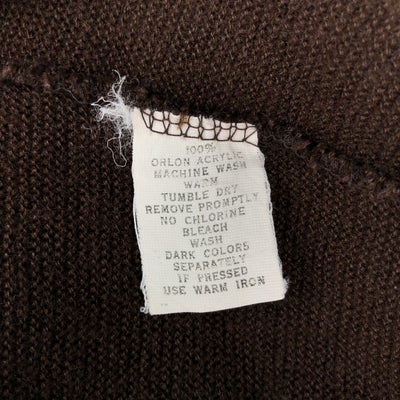 100%
ORLON ACRYLIC
MACHINE WASH
WARM
TUMBLE DRY
REMOVE PROMPTLY
NO CHLORINE
BLEACH
WASH
DARK COLORS
SEPARATELY
IF PRESSED
USE WARM IRON